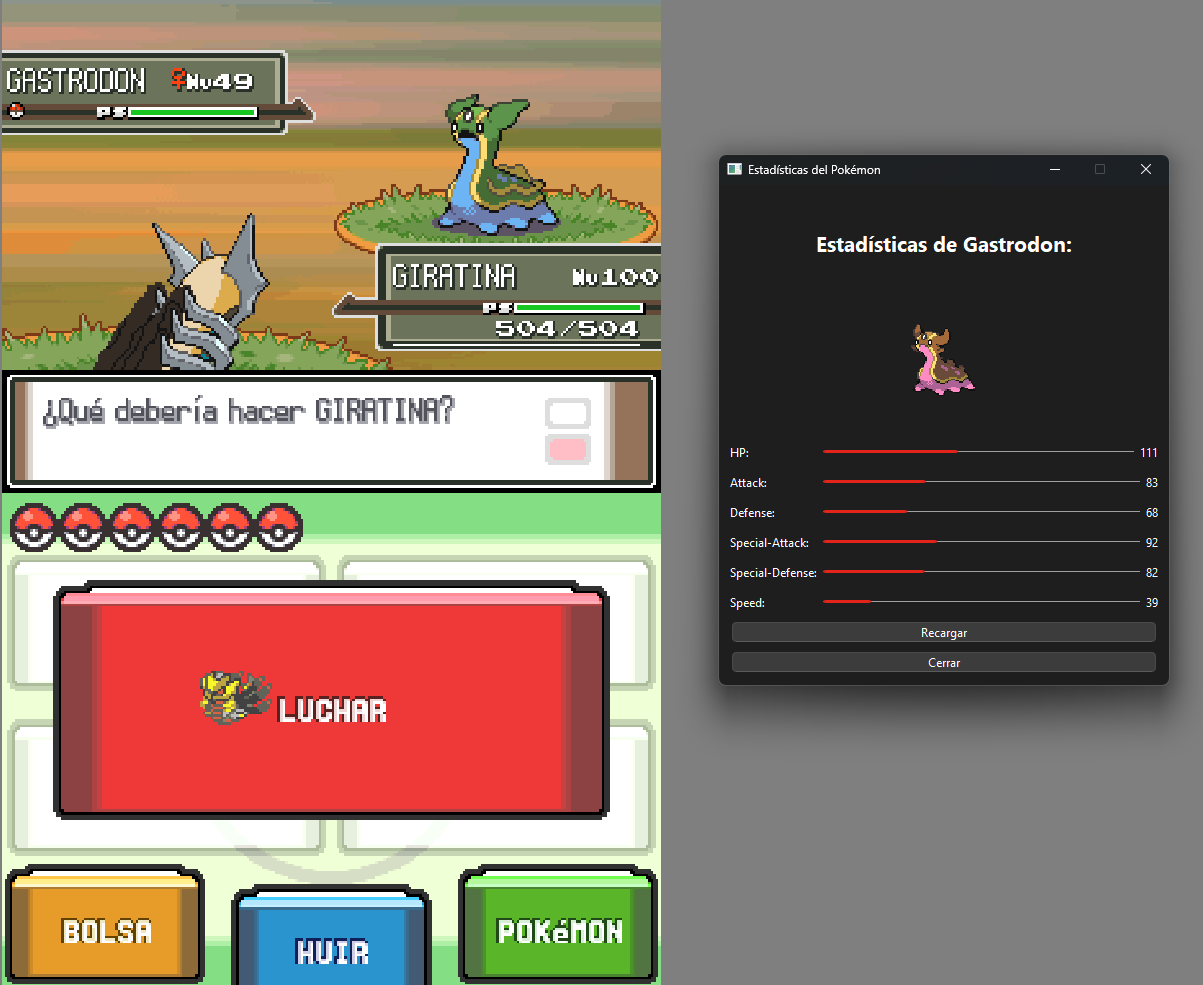 GASTRODON ♀Nv49
PS
GIRATINA Nv100
PS
504/504
¿Qué debería hacer GIRATINA?
LUCHAR
BOLSA
HUIR
POKéMON
Estadísticas del Pokémon
Estadísticas de Gastrodon:
HP: 111
Attack: 83
Defense: 68
Special-Attack: 92
Special-Defense: 82
Speed: 39
Recargar
Cerrar